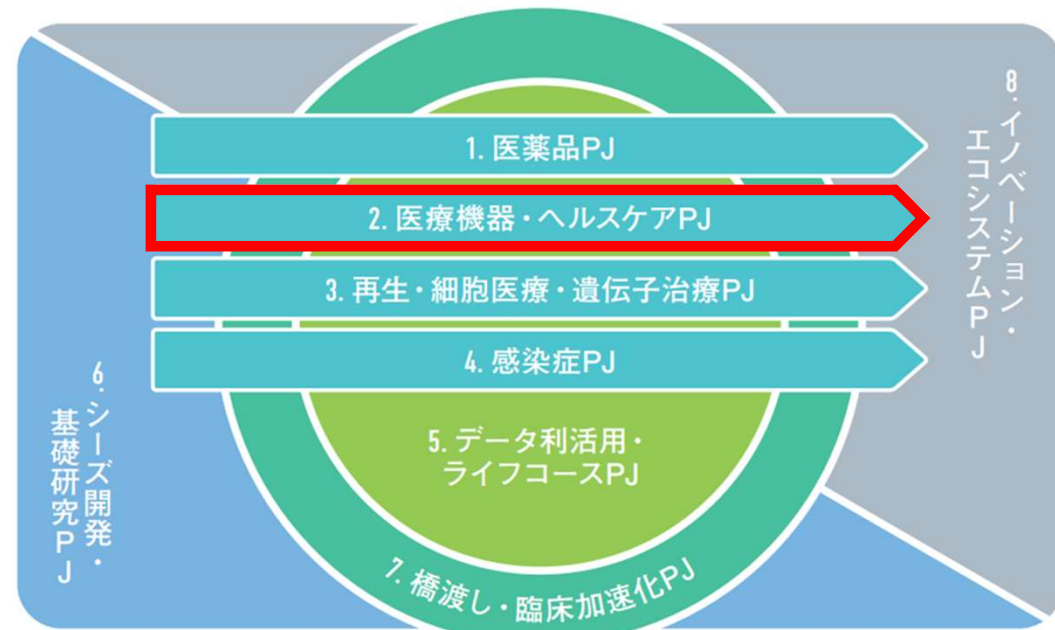 1. 医薬品PJ
2. 医療機器・ヘルスケアPJ
3. 再生・細胞医療・遺伝子治療PJ
4. 感染症PJ
5. データ利活用・
ライフコースPJ
6. シーズ開発・
基礎研究PJ
7. 橋渡し・臨床加速化PJ
8. イノベーション・
エコシステムPJ